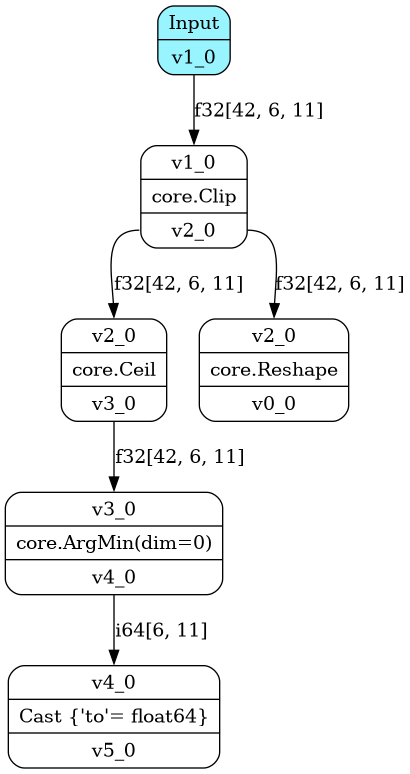 Input
v1_0
f32[42, 6, 11]
v1_0
core.Clip
v2_0
f32[42, 6, 11]
f32[42, 6, 11]
v2_0
core.Ceil
v3_0
v2_0
core.Reshape
v0_0
f32[42, 6, 11]
v3_0
core.ArgMin(dim=0)
v4_0
i64[6, 11]
v4_0
Cast {'to'= float64}
v5_0